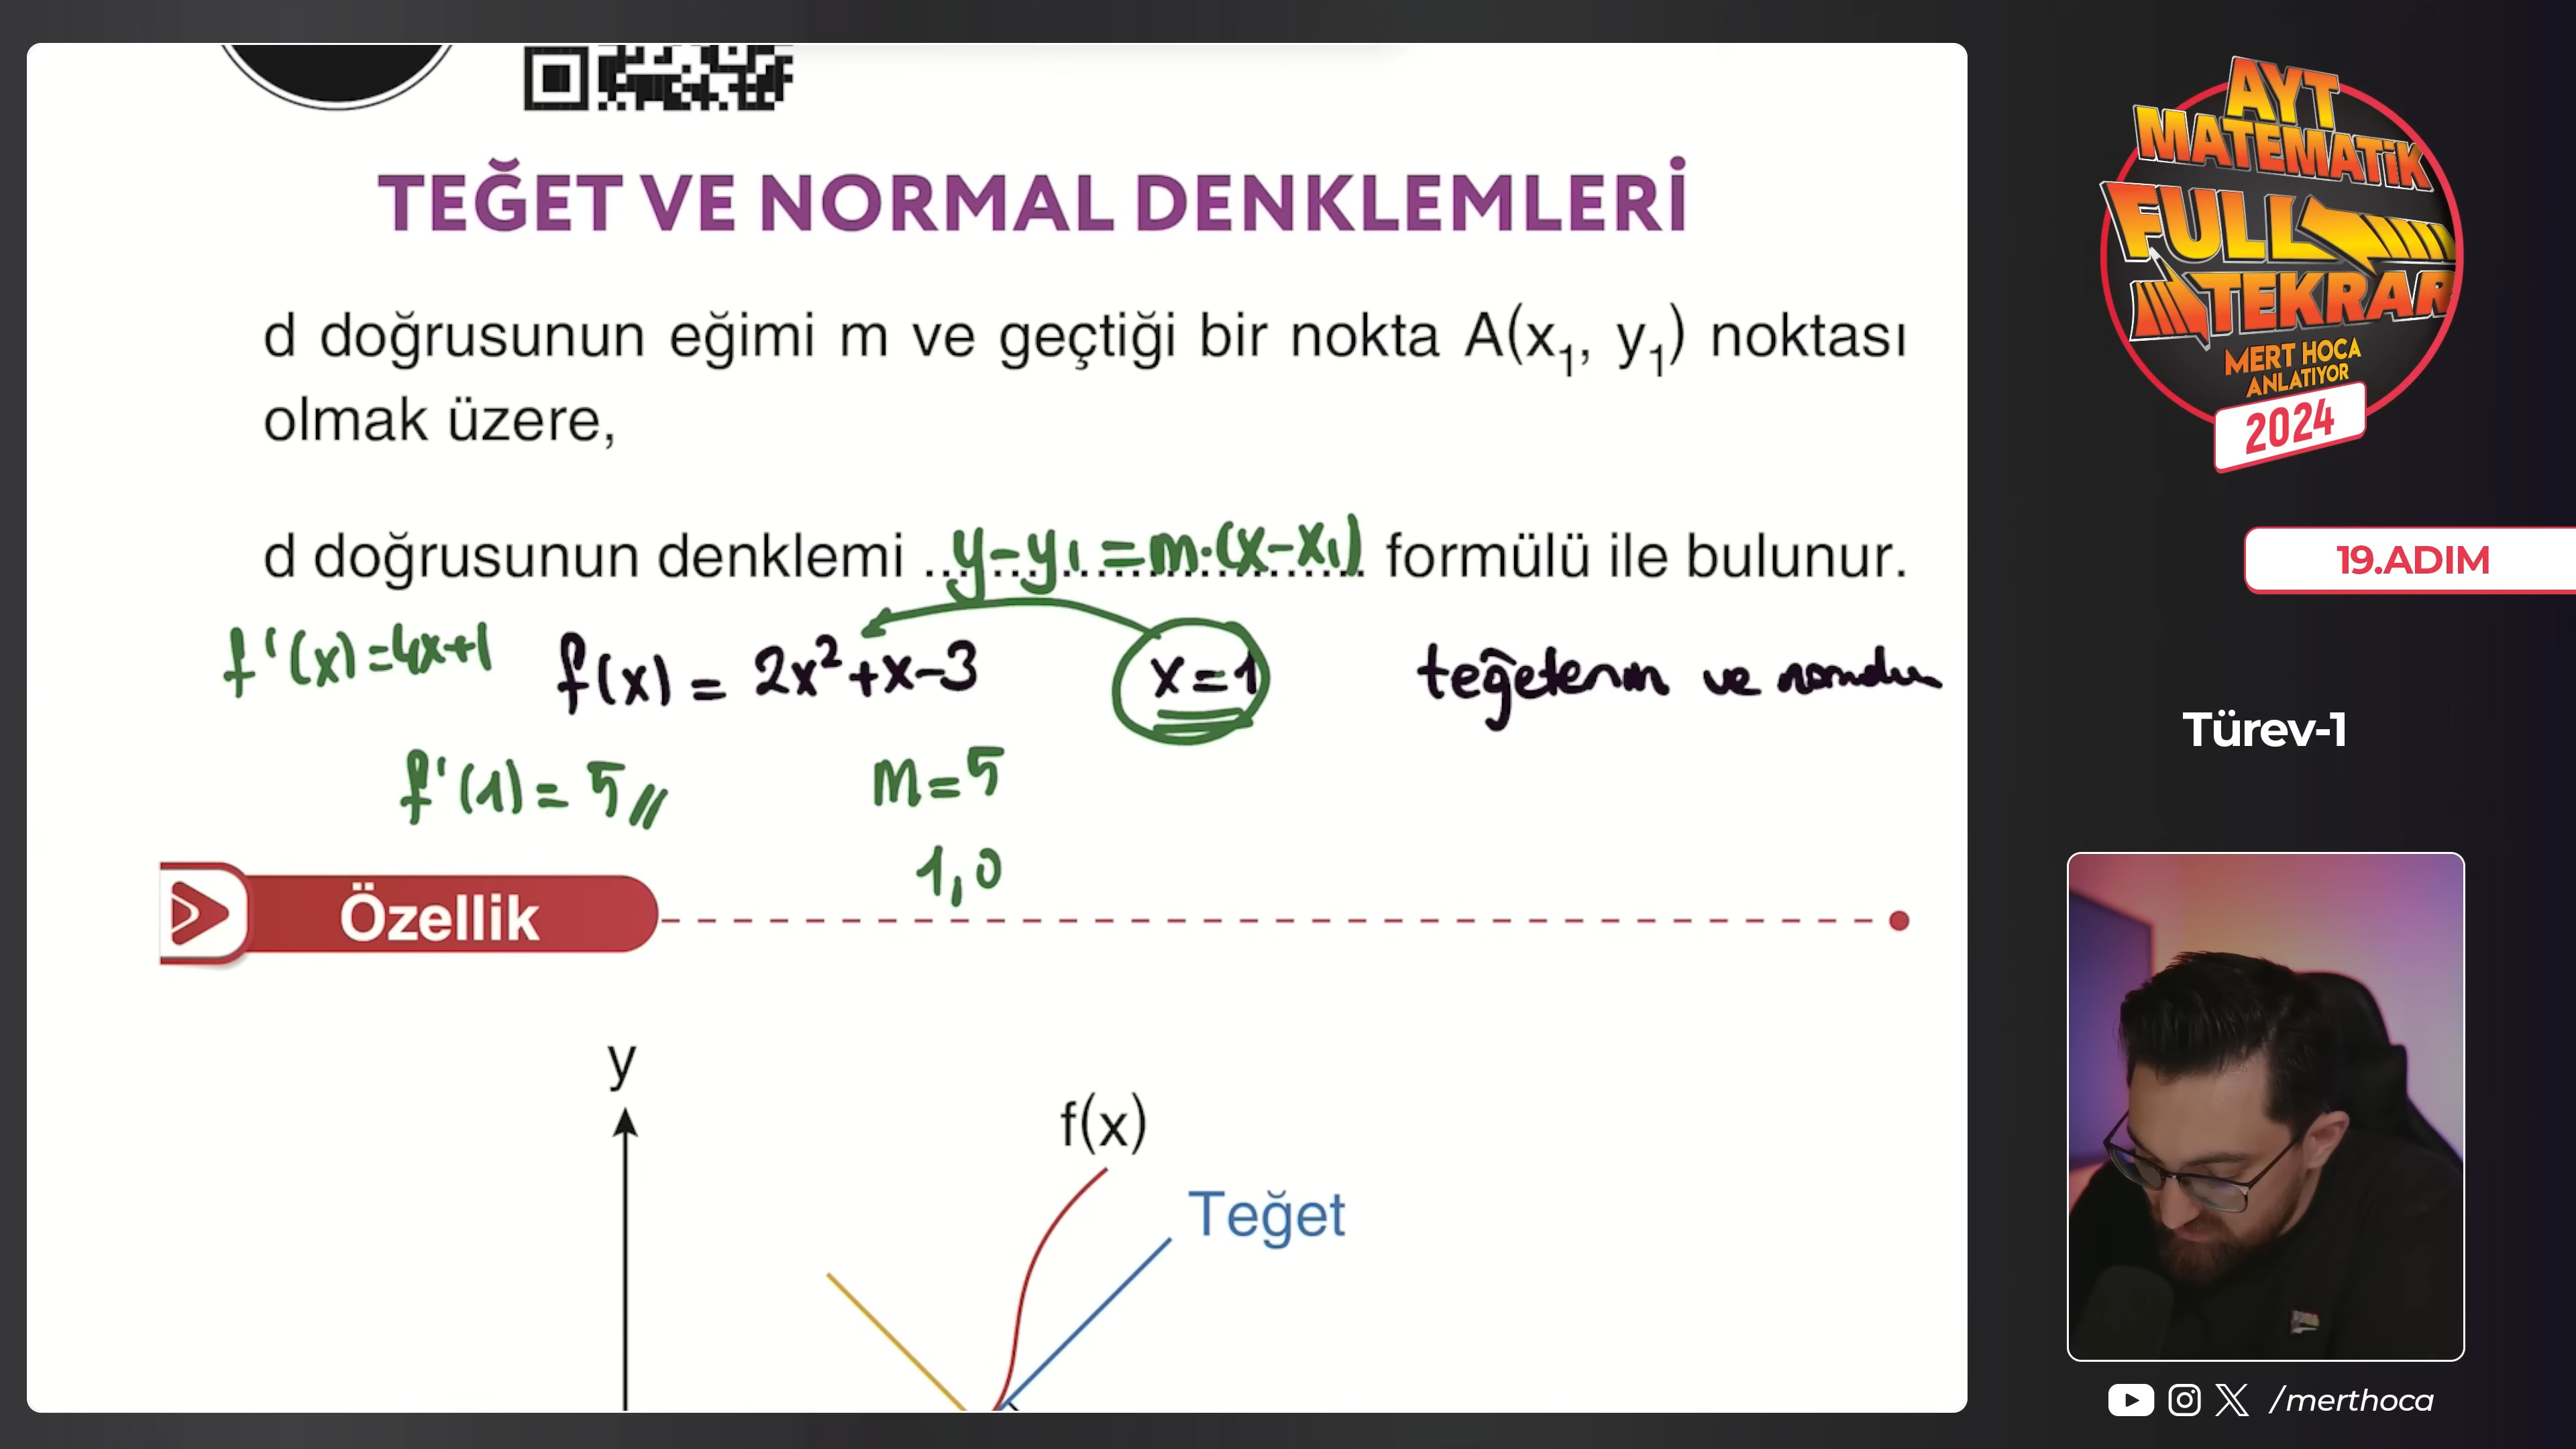 TEĞET VE NORMAL DENKLEMLERİ
d doğrusunun eğimi m ve geçtiği bir nokta A(x₁, y₁) noktası
olmak üzere,
d doğrusunun denklemi y-y₁=m·(x-x₁) formülü ile bulunur.
f'(x)=4x+1 f(x)=2x²+x-3 x=1 teğetenin ve
f'(1)=5 m=5
1,0
Özellik
y
f(x)
Teğet
AYT
MATEMATİK
FULL
TEKRAR
MERT HOCA
ANLATIYOR
2024
19.ADIM
Türev-1
/merthoca